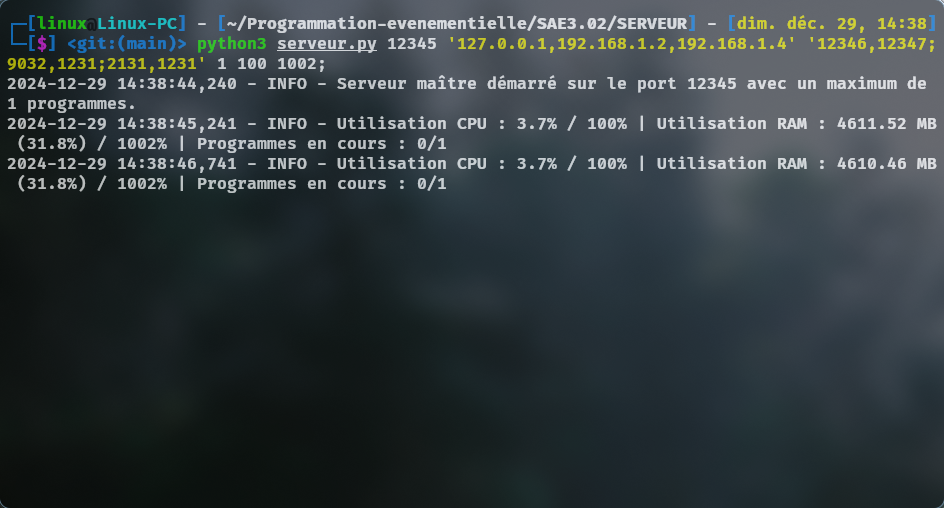 ┌─[linux@Linux-PC] - [~/Programmation-evenementielle/SAE3.02/SERVEUR] - [dim. déc. 29, 14:38]
└─[$] <git:(main)> python3 serveur.py 12345 '127.0.0.1,192.168.1.2,192.168.1.4' '12346,12347;
9032,1231;2131,1231' 1 100 1002;
2024-12-29 14:38:44,240 - INFO - Serveur maître démarré sur le port 12345 avec un maximum de
1 programmes.
2024-12-29 14:38:45,241 - INFO - Utilisation CPU : 3.7% / 100% | Utilisation RAM : 4611.52 MB
(31.8%) / 1002% | Programmes en cours : 0/1
2024-12-29 14:38:46,741 - INFO - Utilisation CPU : 3.7% / 100% | Utilisation RAM : 4610.46 MB
(31.8%) / 1002% | Programmes en cours : 0/1